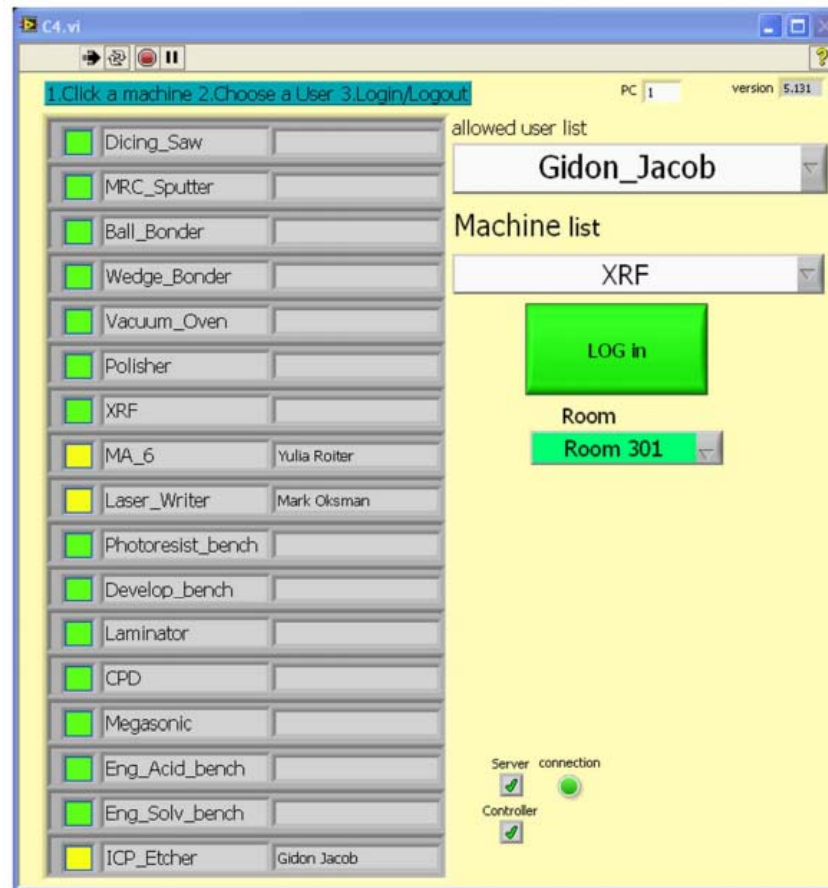 C4.vi
1.Click a machine 2.Choose a User 3.Login/Logout
PC 1
version 5.131
Dicing_Saw
MRC_Sputter
Ball_Bonder
Wedge_Bonder
Vacuum_Oven
Polisher
XRF
MA_6 Yulia Roiter
Laser_Writer Mark Oksman
Photoresist_bench
Develop_bench
Laminator
CPD
Megasonic
Eng_Acid_bench
Eng_Solv_bench
ICP_Etcher Gidon Jacob
allowed user list
Gidon_Jacob
Machine list
XRF
LOG in
Room
Room 301
Server connection
Controller